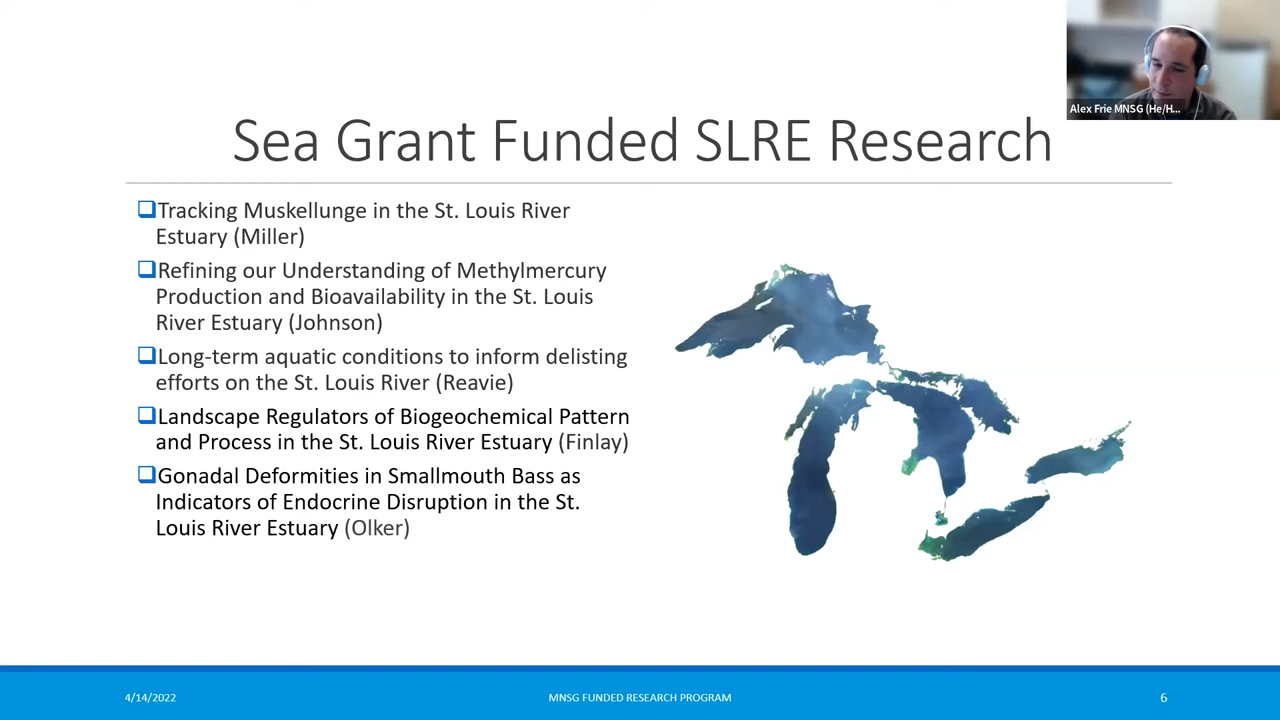 Alex Frie MNSG (He/H...
Sea Grant Funded SLRE Research
❑Tracking Muskellunge in the St. Louis River
Estuary (Miller)
❑Refining our Understanding of Methylmercury
Production and Bioavailability in the St. Louis
River Estuary (Johnson)
❑Long-term aquatic conditions to inform delisting
efforts on the St. Louis River (Reavie)
❑Landscape Regulators of Biogeochemical Pattern
and Process in the St. Louis River Estuary (Finlay)
❑Gonadal Deformities in Smallmouth Bass as
Indicators of Endocrine Disruption in the St.
Louis River Estuary (Olker)
4/14/2022
MNSG FUNDED RESEARCH PROGRAM
6